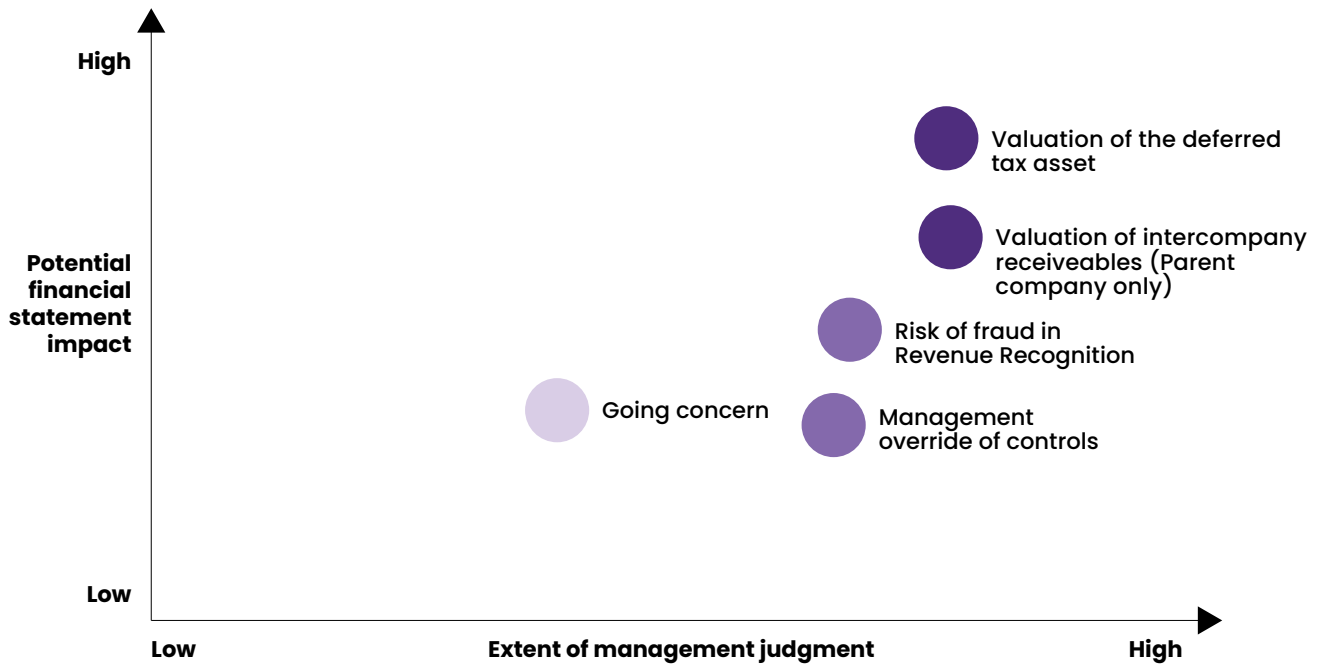 High
Valuation of the deferred
tax asset
Valuation of intercompany
receiveables (Parent
company only)
Potential
financial
statement
impact
Risk of fraud in
Revenue Recognition
Going concern
Management
override of controls
Low
Low
Extent of management judgment
High